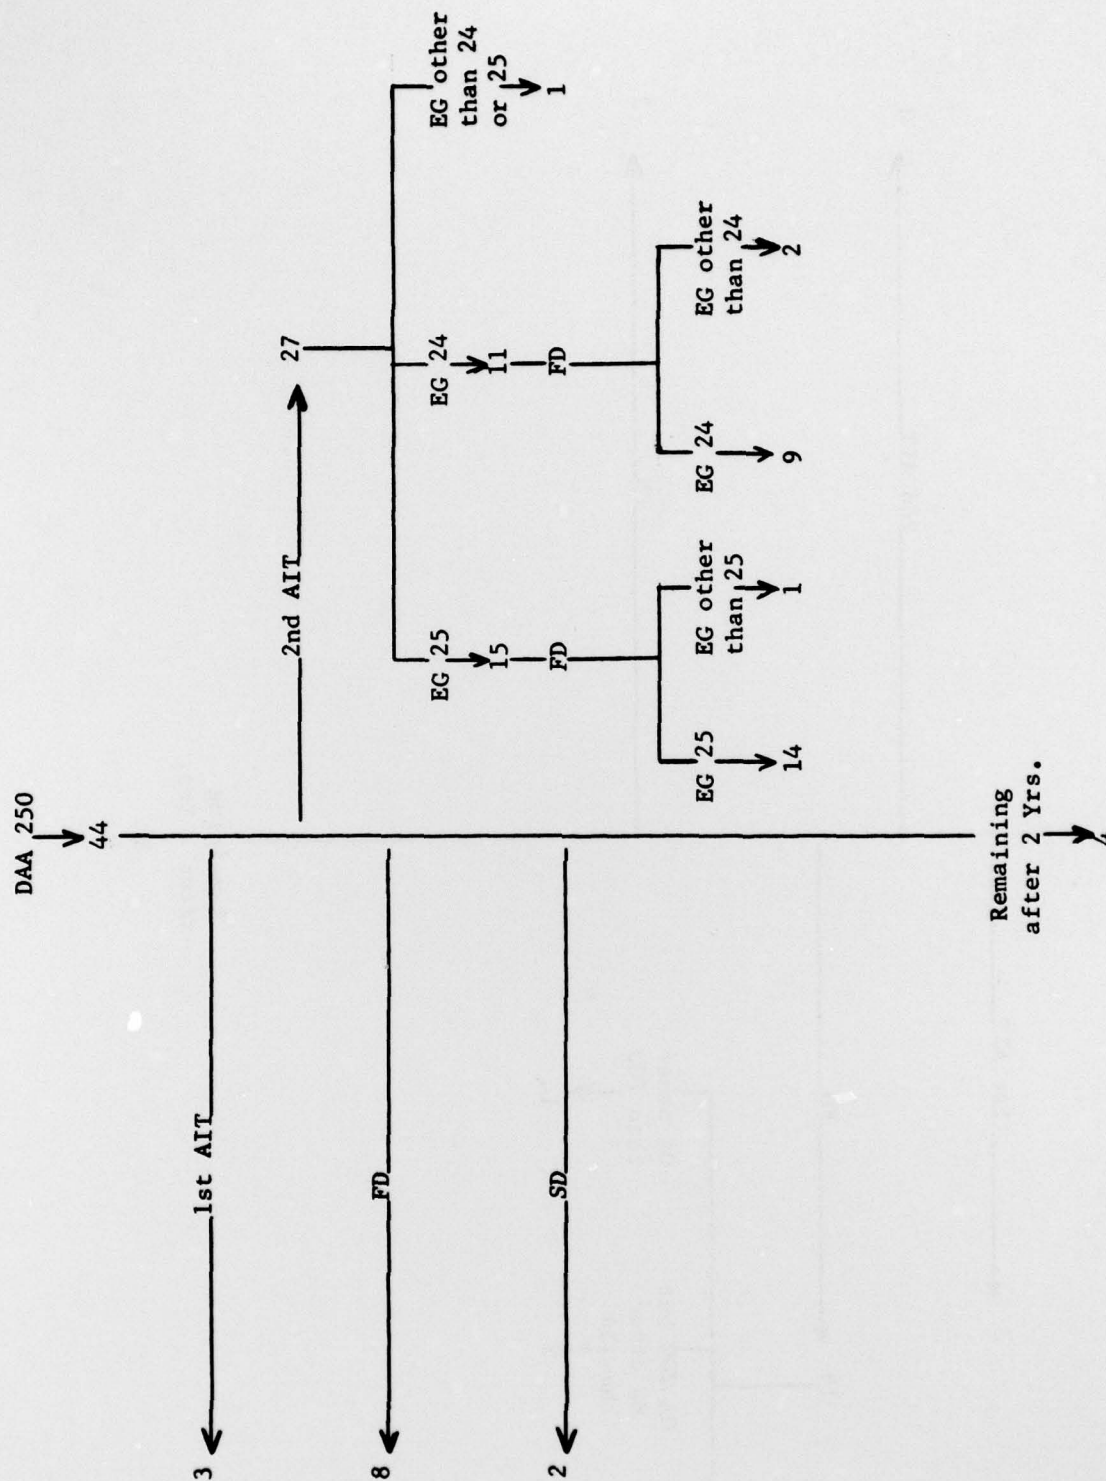 DAA 250
44
3
1st AIT
2nd AIT
27
8
FD
EG 25
EG 24
EG other
than 24
or 25
15
11
1
2
SD
FD
FD
EG 25
EG other
than 25
EG 24
EG other
than 24
14
1
9
2
Remaining
after 2 Yrs.